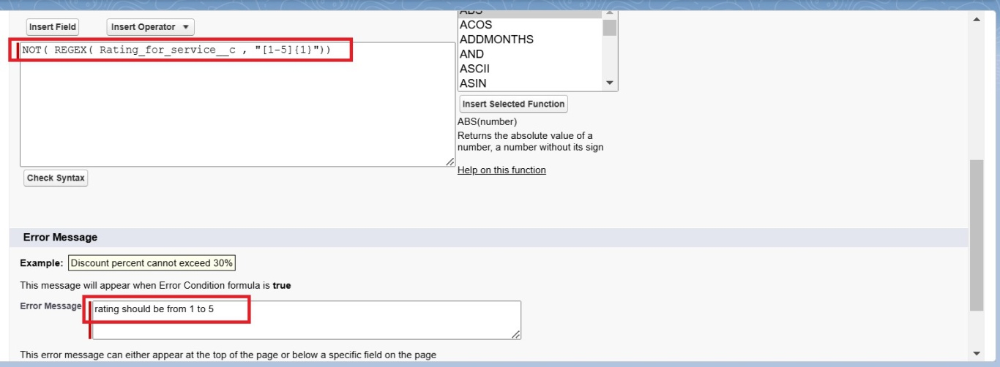 ABS
Insert Field Insert Operator
ACOS
ADDMONTHS
NOT( REGEX( Rating_for_service__c , "[1-5]{1}"))
AND
ASCII
ASIN
Insert Selected Function
ABS(number)
Returns the absolute value of a
number, a number without its sign
Help on this function
Check Syntax
Error Message
Example: Discount percent cannot exceed 30%
This message will appear when Error Condition formula is true
Error Message rating should be from 1 to 5
This error message can either appear at the top of the page or below a specific field on the page